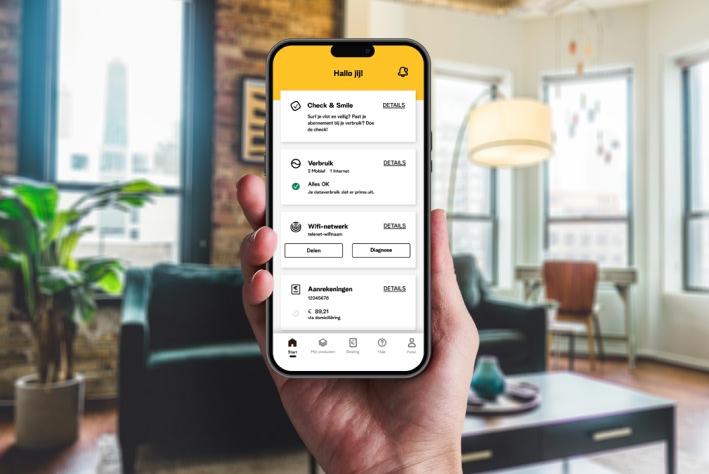 Hallo jij!
Check & Smile DETAILS
Surf je vlot en veilig? Past je
abonnement bij je verbruik? Doe
de check!
Verbruik DETAILS
2 Mobiel 1 Internet
Alles OK
Je dataverbruik ziet er prima uit.
Wifi-netwerk DETAILS
telenet-wifinaam
Delen Diagnose
Aanrekeningen DETAILS
12345678
€ 89,21
via domiciliëring
Start Mijn producten Betaling Hulp Profiel